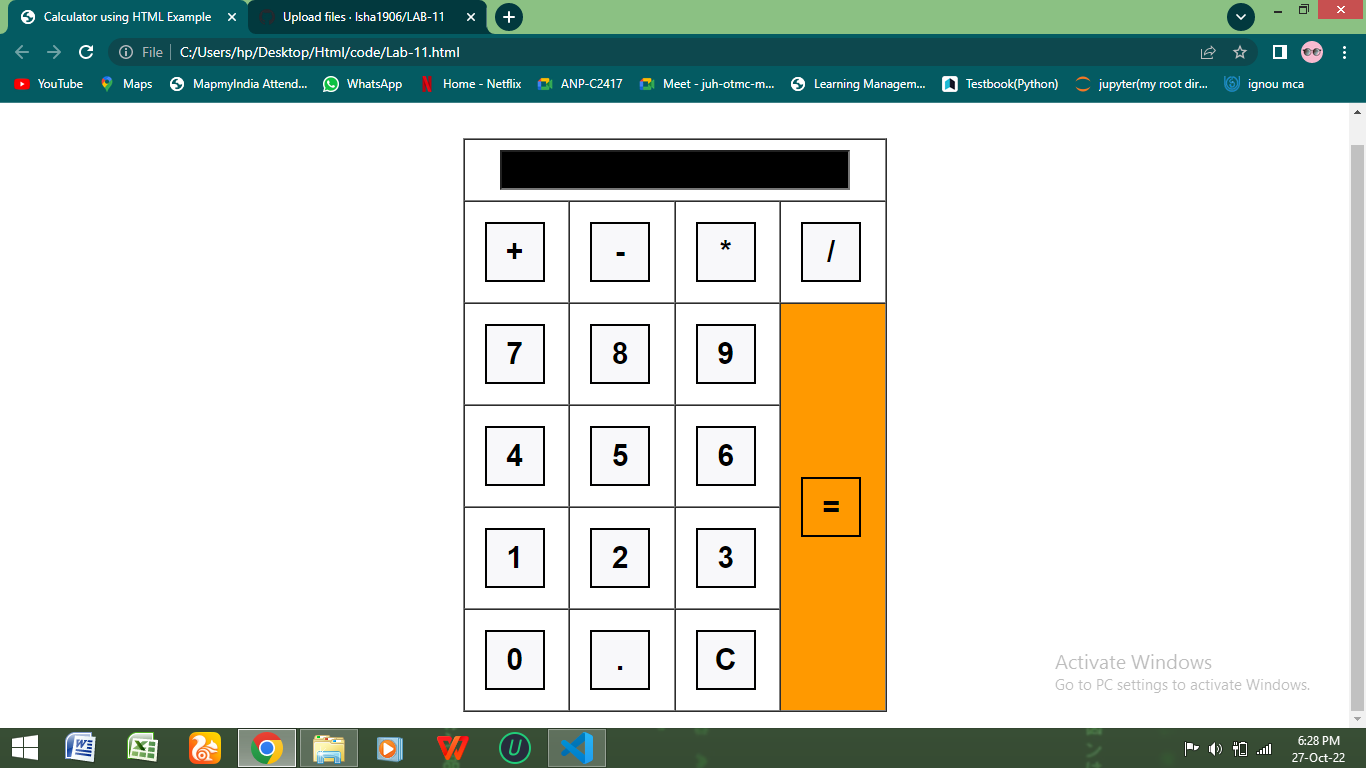 Calculator using HTML Example
Upload files · Isha1906/LAB-11
File
C:/Users/hp/Desktop/Html/code/Lab-11.html
YouTube
Maps
MapmyIndia Attend...
WhatsApp
Home - Netflix
ANP-C2417
Meet - juh-otmc-m...
Learning Managem...
Testbook(Python)
jupyter(my root dir...
ignou mca
+ - * /
7 8 9
4 5 6
=
1 2 3
0 . C
Activate Windows
Go to PC settings to activate Windows.
6:28 PM
27-Oct-22